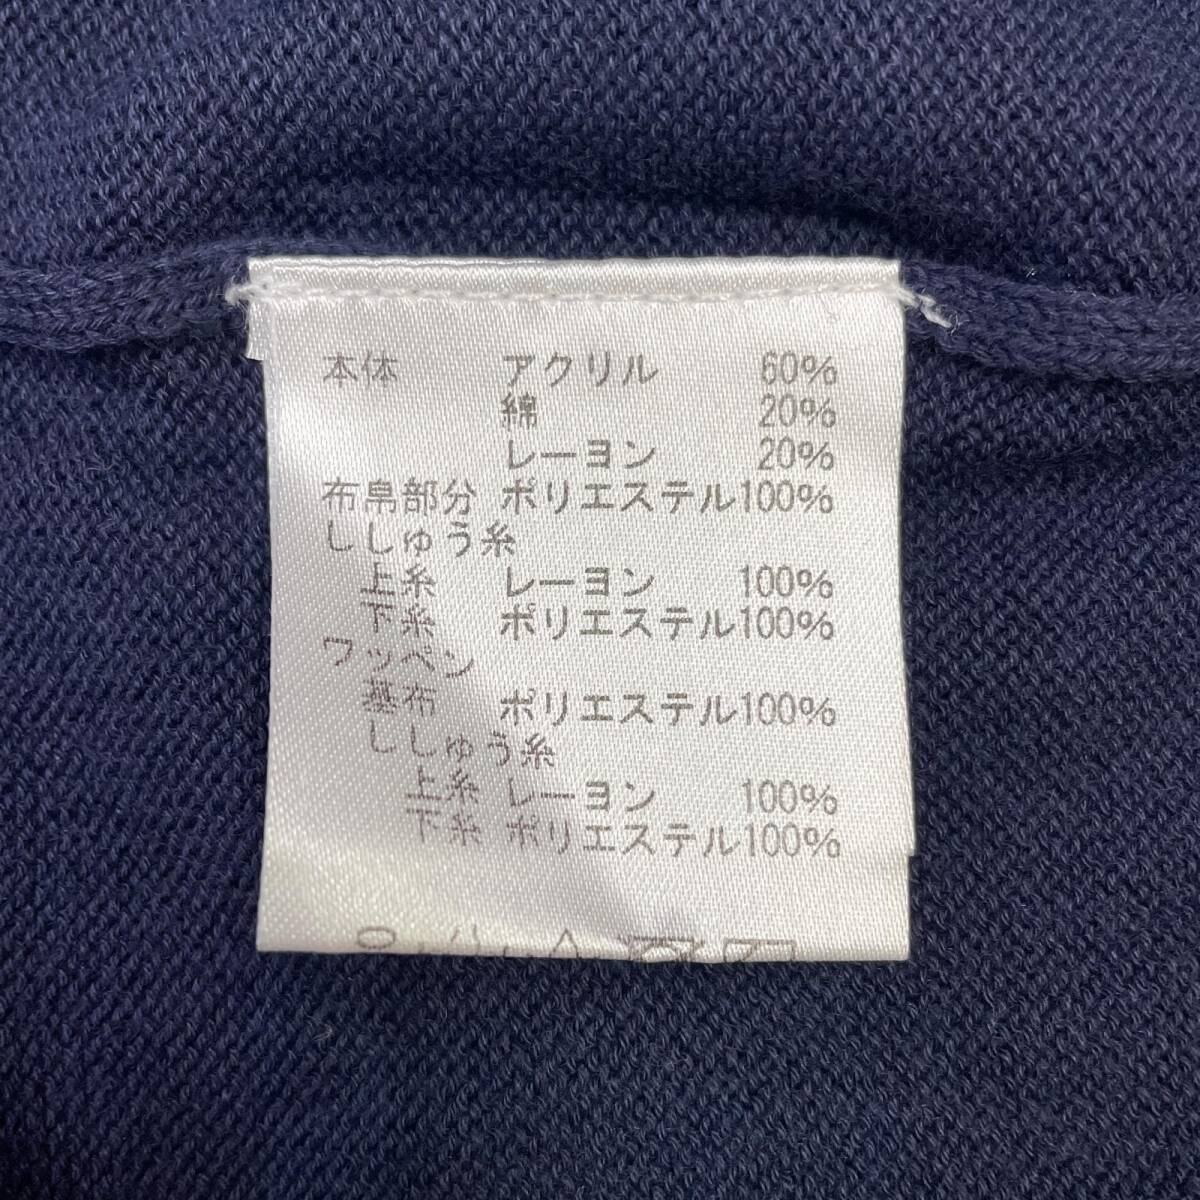 本体 アクリル 60%
綿 20%
レーヨン 20%
布帛部分 ポリエステル100%
ししゅう糸
上糸 レーヨン 100%
下糸 ポリエステル100%
ワッペン
基布 ポリエステル100%
ししゅう糸
上糸 レーヨン 100%
下糸 ポリエステル100%